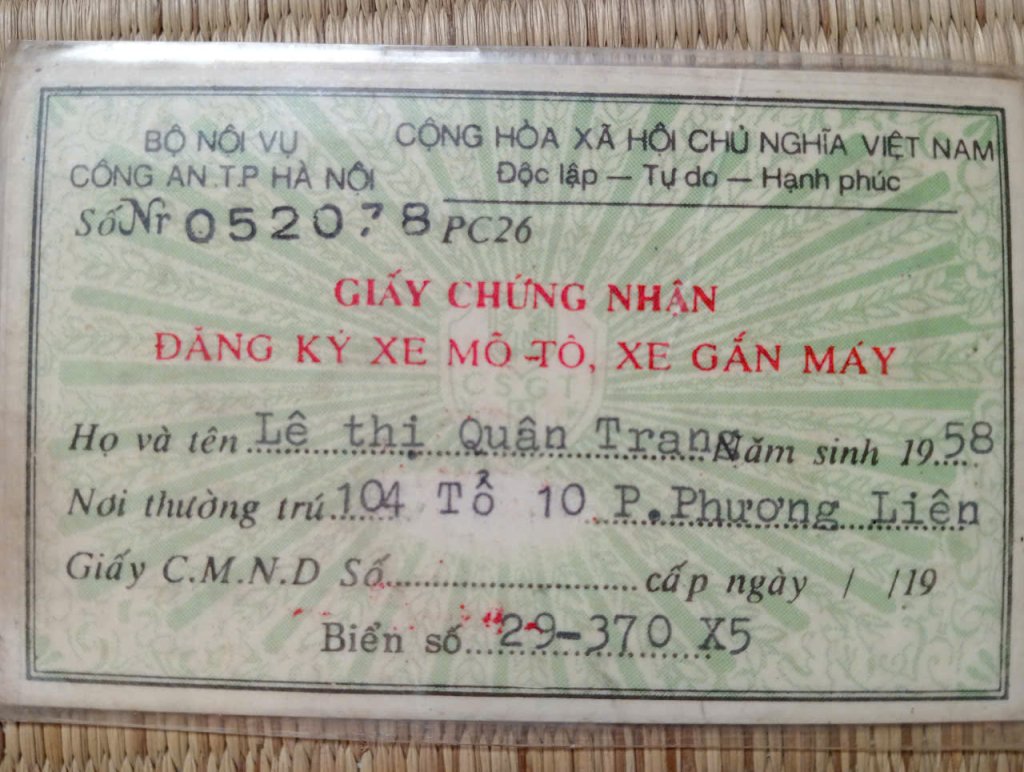 BỘ NỘI VỤ
CÔNG AN T.P HÀ NỘI
CỘNG HÒA XÃ HỘI CHỦ NGHĨA VIỆT NAM
Độc lập — Tự do — Hạnh phúc
Số Nr 052078 PC26
GIẤY CHỨNG NHẬN
ĐĂNG KÝ XE MÔ-TÔ, XE GẮN MÁY
CSGT
Họ và tên Lê thị Quân Trang Năm sinh 1958
Nơi thường trú 104 Tổ 10 P.Phương Liên
Giấy C.M.N.D Số........................cấp ngày / /19
Biển số 29-370 X5